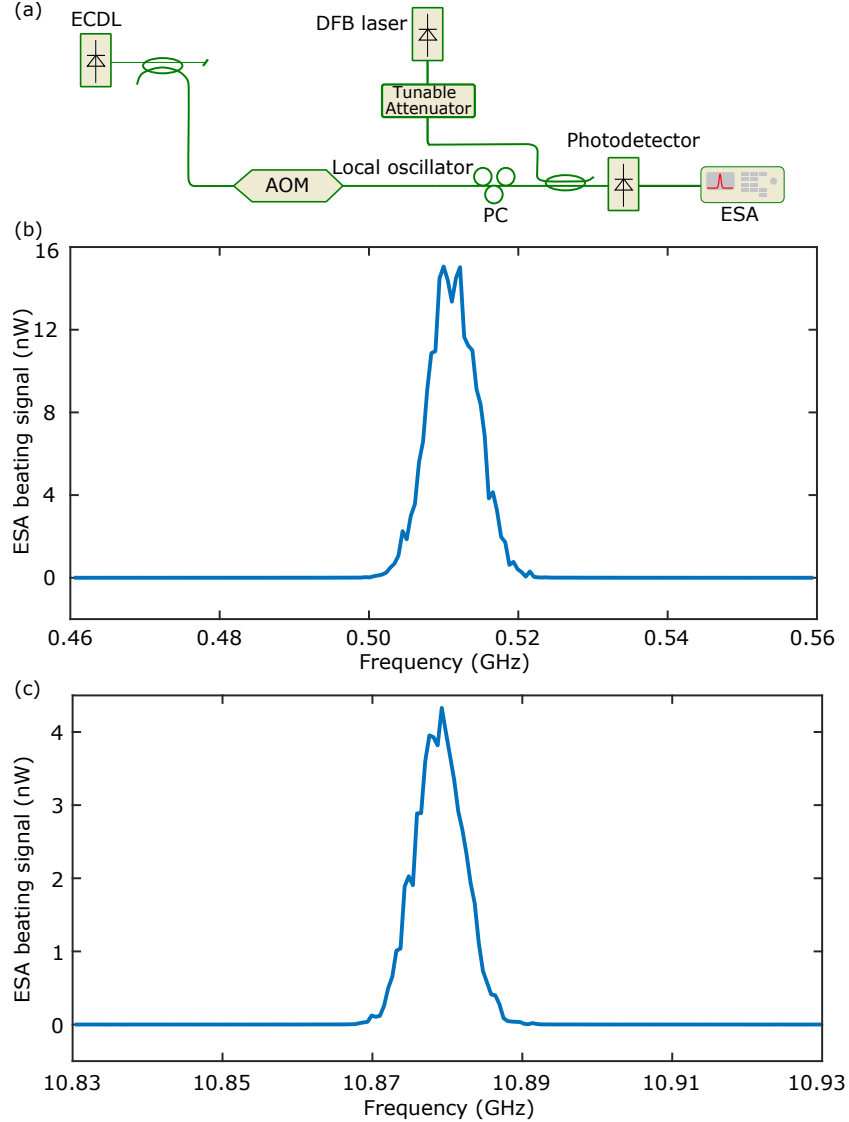 (a)
ECDL
DFB laser
Tunable
Attenuator
Photodetector
Local oscillator
AOM
PC
ESA
(b)
16
12
8
4
0
ESA beating signal (nW)
0.46
0.48
0.50
0.52
0.54
0.56
Frequency (GHz)
(c)
4
3
2
1
0
ESA beating signal (nW)
10.83
10.85
10.87
10.89
10.91
10.93
Frequency (GHz)